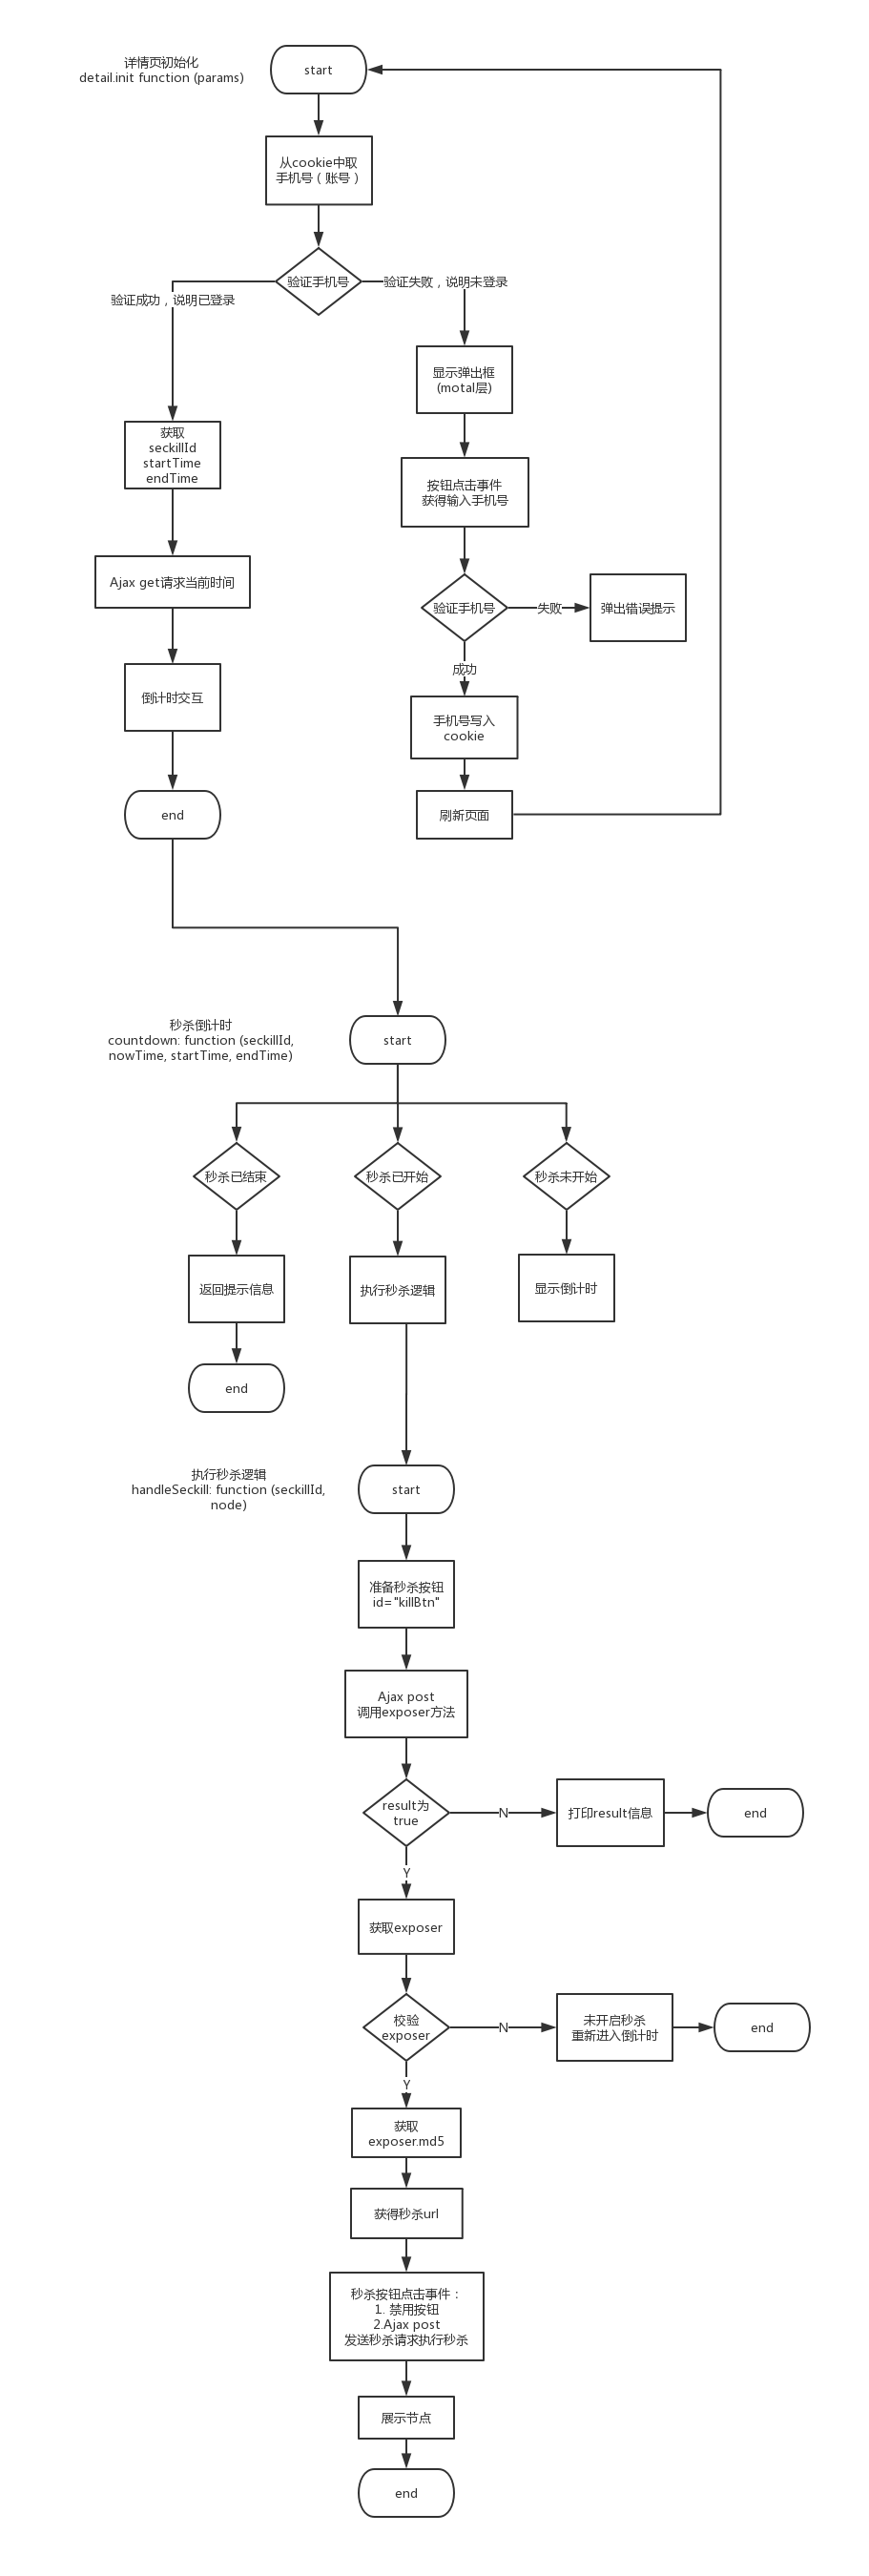 详情页初始化
detail.init function (params)
start
从cookie中取
手机号（账号）
验证手机号
验证成功，说明已登录
验证失败，说明未登录
显示弹出框
(motal层)
获取
seckillId
startTime
endTime
按钮点击事件
获得输入手机号
Ajax get请求当前时间
验证手机号
失败
弹出错误提示
成功
倒计时交互
手机号写入
cookie
end
刷新页面
秒杀倒计时
countdown: function (seckillId,
nowTime, startTime, endTime)
start
秒杀已结束
秒杀已开始
秒杀未开始
返回提示信息
执行秒杀逻辑
显示倒计时
end
执行秒杀逻辑
handleSeckill: function (seckillId,
node)
start
准备秒杀按钮
id="killBtn"
Ajax post
调用exposer方法
result为
true
N
打印result信息
end
Y
获取exposer
校验
exposer
N
未开启秒杀
重新进入倒计时
end
Y
获取
exposer.md5
获得秒杀url
秒杀按钮点击事件：
1. 禁用按钮
2.Ajax post
发送秒杀请求执行秒杀
展示节点
end